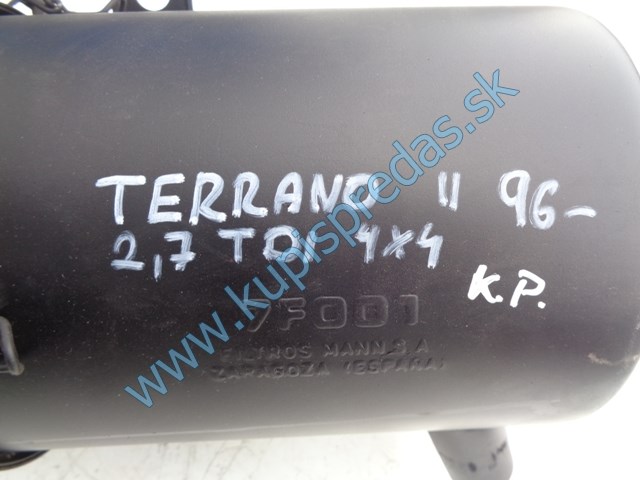 TERRANO II 96-
2,7 TDI 4x4
K.P.
7F001
FILTROS MANN,S A
ZARAGOZA (ESPAÑA)
www.kupispredas.sk